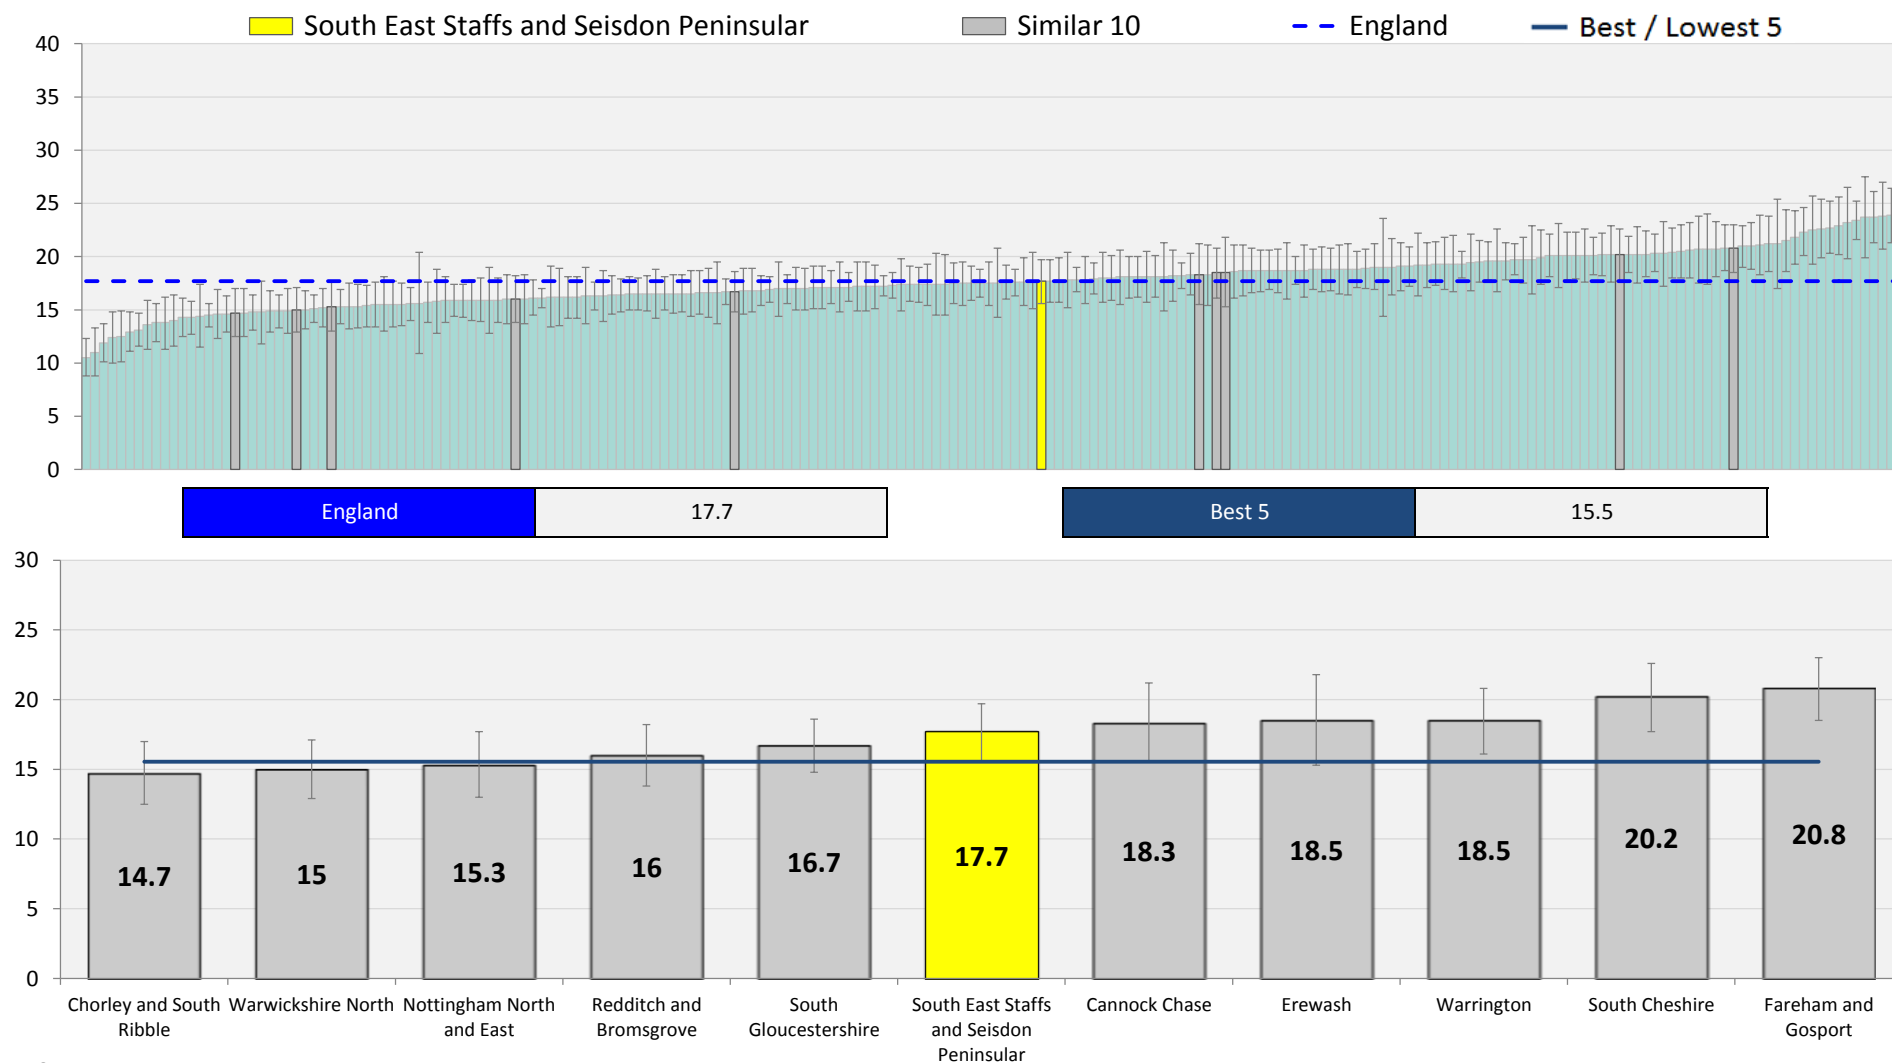 South East Staffs and Seisdon Peninsular
Similar 10
England
Best / Lowest 5
40
35
30
25
20
15
10
5
0
England
17.7
Best 5
15.5
30
25
20
15
10
5
0
14.7
15
15.3
16
16.7
17.7
18.3
18.5
18.5
20.2
20.8
Chorley and South
Ribble
Warwickshire North
Nottingham North
and East
Redditch and
Bromsgrove
South
Gloucestershire
South East Staffs
and Seisdon
Peninsular
Cannock Chase
Erewash
Warrington
South Cheshire
Fareham and
Gosport